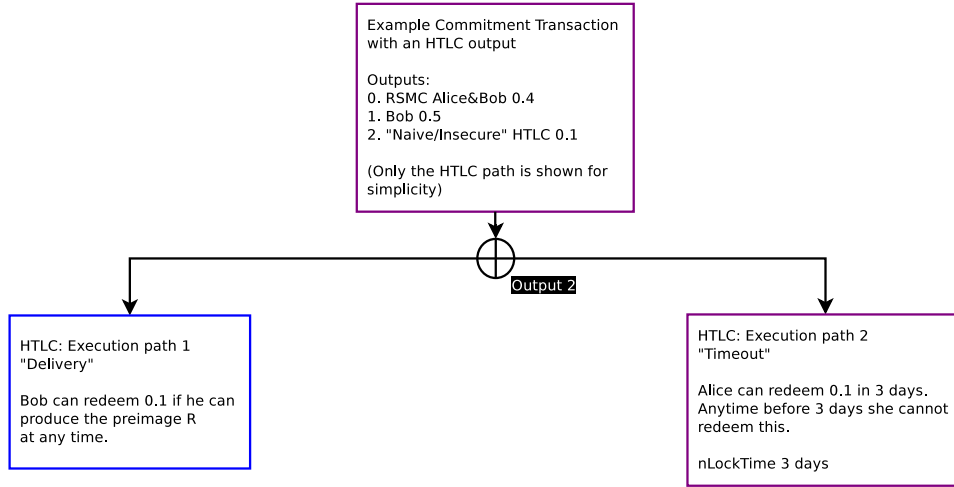 Example Commitment Transaction
with an HTLC output
Outputs:
0. RSMC Alice&Bob 0.4
1. Bob 0.5
2. "Naive/Insecure" HTLC 0.1
(Only the HTLC path is shown for
simplicity)
Output 2
HTLC: Execution path 1
"Delivery"
Bob can redeem 0.1 if he can
produce the preimage R
at any time.
HTLC: Execution path 2
"Timeout"
Alice can redeem 0.1 in 3 days.
Anytime before 3 days she cannot
redeem this.
nLockTime 3 days